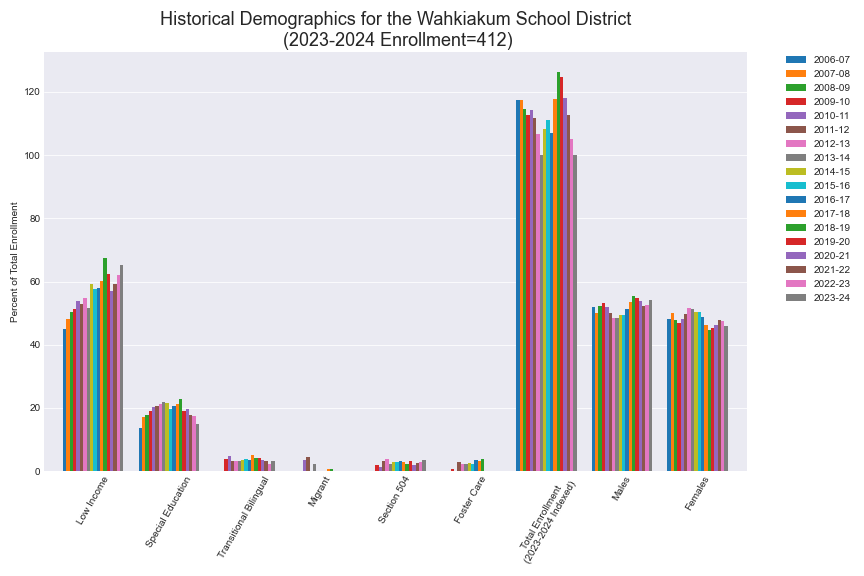 Historical Demographics for the Wahkiakum School District
(2023-2024 Enrollment=412)
Percent of Total Enrollment
120
100
80
60
40
20
0
Low Income
Special Education
Transitional Bilingual
Migrant
Section 504
Foster Care
Total Enrollment
(2023-2024 Indexed)
Males
Females
2006-07
2007-08
2008-09
2009-10
2010-11
2011-12
2012-13
2013-14
2014-15
2015-16
2016-17
2017-18
2018-19
2019-20
2020-21
2021-22
2022-23
2023-24